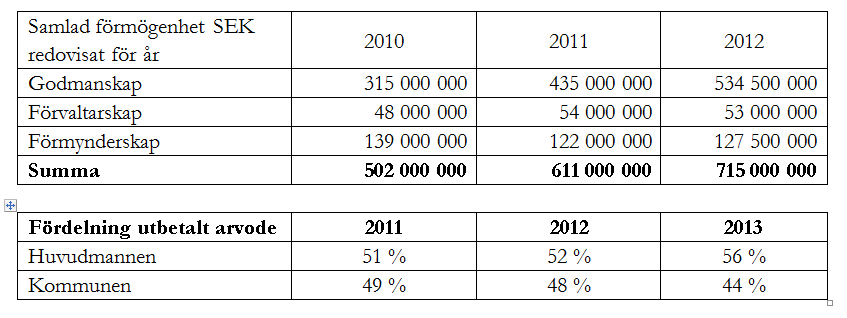 Samlad förmögenhet SEK
redovisat för år 2010 2011 2012
Godmanskap 315 000 000 435 000 000 534 500 000
Förvaltarskap 48 000 000 54 000 000 53 000 000
Förmynderskap 139 000 000 122 000 000 127 500 000
Summa 502 000 000 611 000 000 715 000 000
Fördelning utbetalt arvode 2011 2012 2013
Huvudmannen 51 % 52 % 56 %
Kommunen 49 % 48 % 44 %